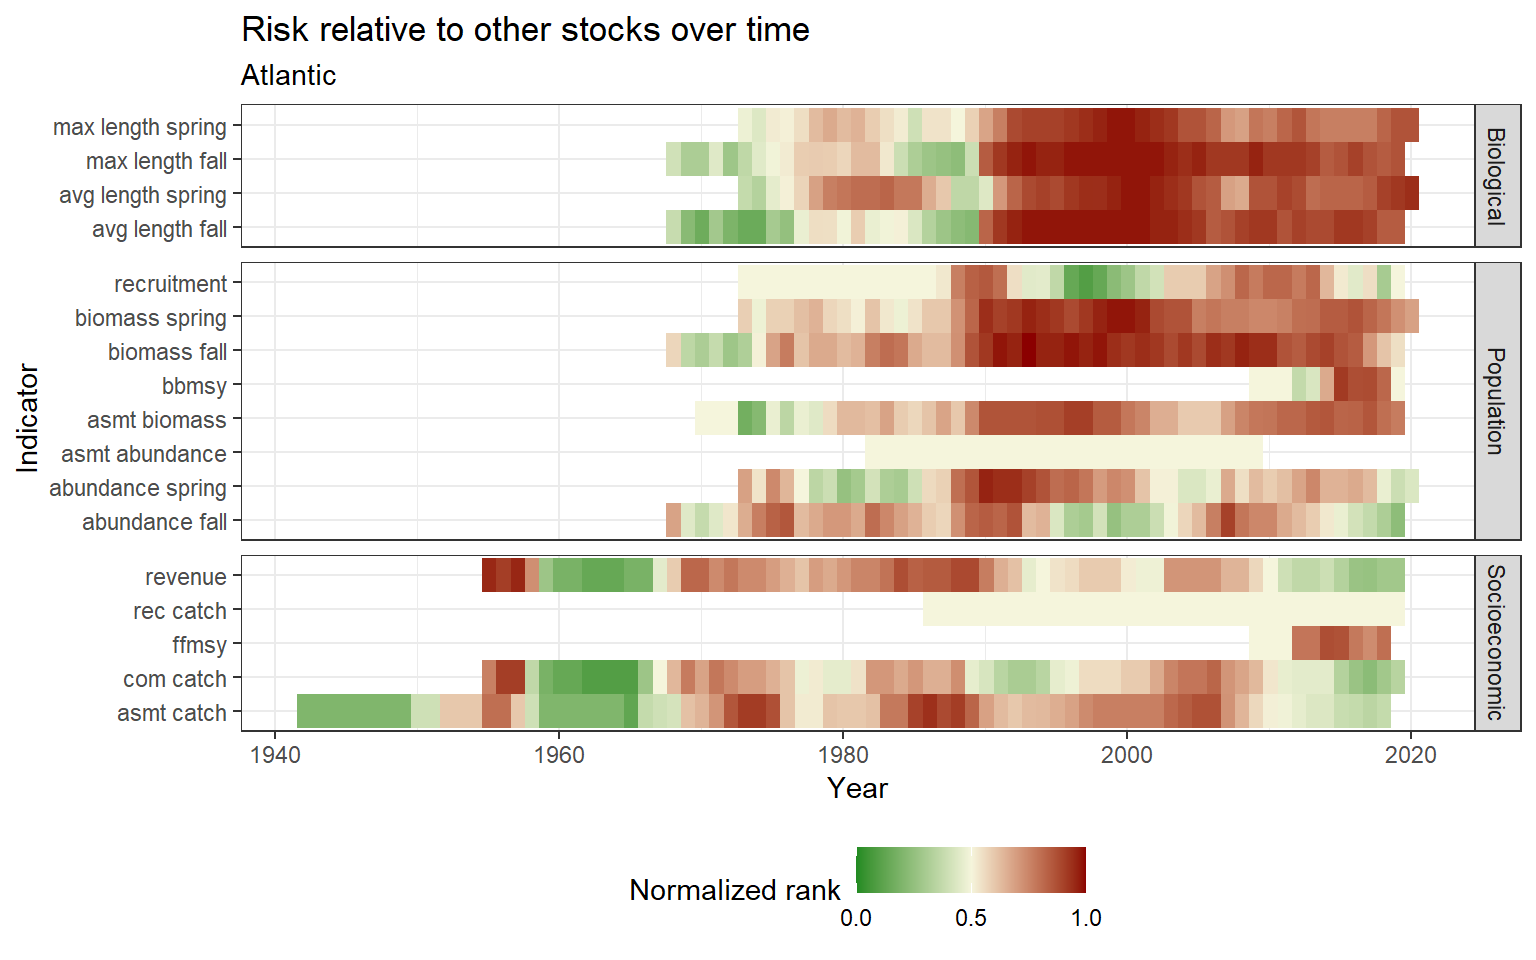 Risk relative to other stocks over time
Atlantic
max length spring
max length fall
avg length spring
avg length fall
Biological
recruitment
biomass spring
biomass fall
bbmsy
asmt biomass
asmt abundance
abundance spring
abundance fall
Population
Indicator
revenue
rec catch
ffmsy
com catch
asmt catch
Socioeconomic
1940 1960 1980 2000 2020
Year
Normalized rank
0.0 0.5 1.0